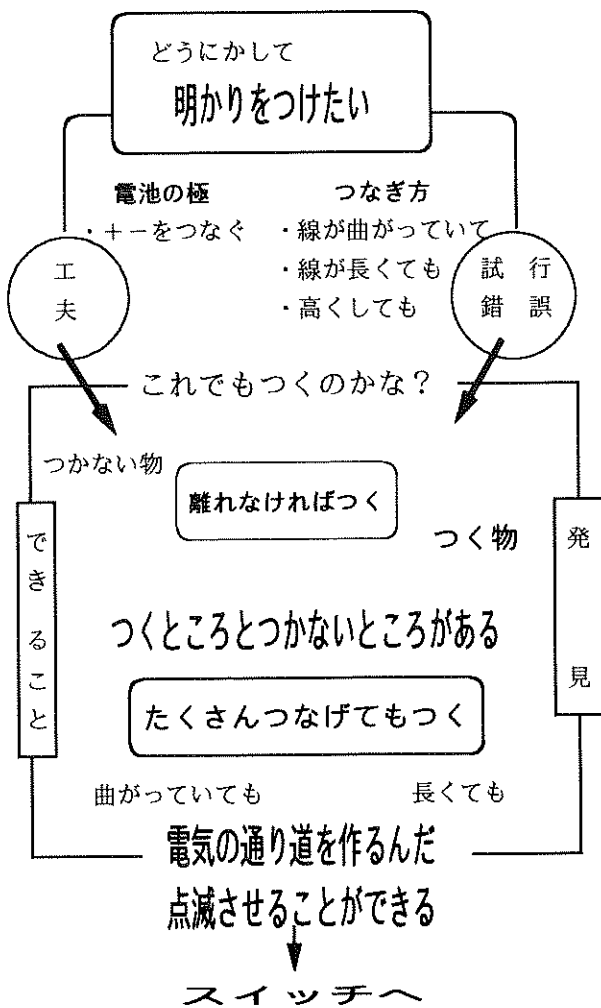 どうにかして
明かりをつけたい
電池の極
・+−をつなぐ
つなぎ方
・線が曲がっていて
・線が長くても
・高くしても
工夫
試行錯誤
これでもつくのかな？
つかない物
離れなければつく
つく物
できること
発見
つくところとつかないところがある
たくさんつなげてもつく
曲がっていても
長くても
電気の通り道を作るんだ
点滅させることができる
スイッチへ